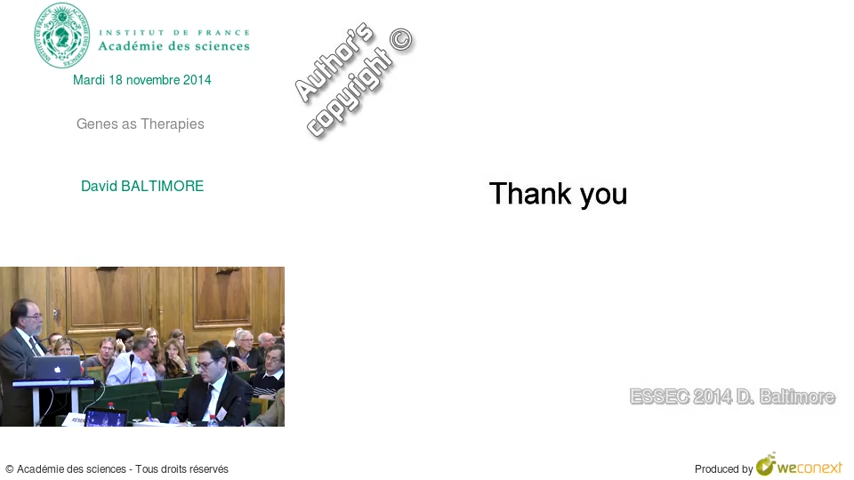 INSTITUT DE FRANCE
Académie des sciences
Mardi 18 novembre 2014
Genes as Therapies
David BALTIMORE
Author's
copyright ©
Thank you
ESSEC 2014 D. Baltimore
© Académie des sciences - Tous droits réservés
Produced by weconext